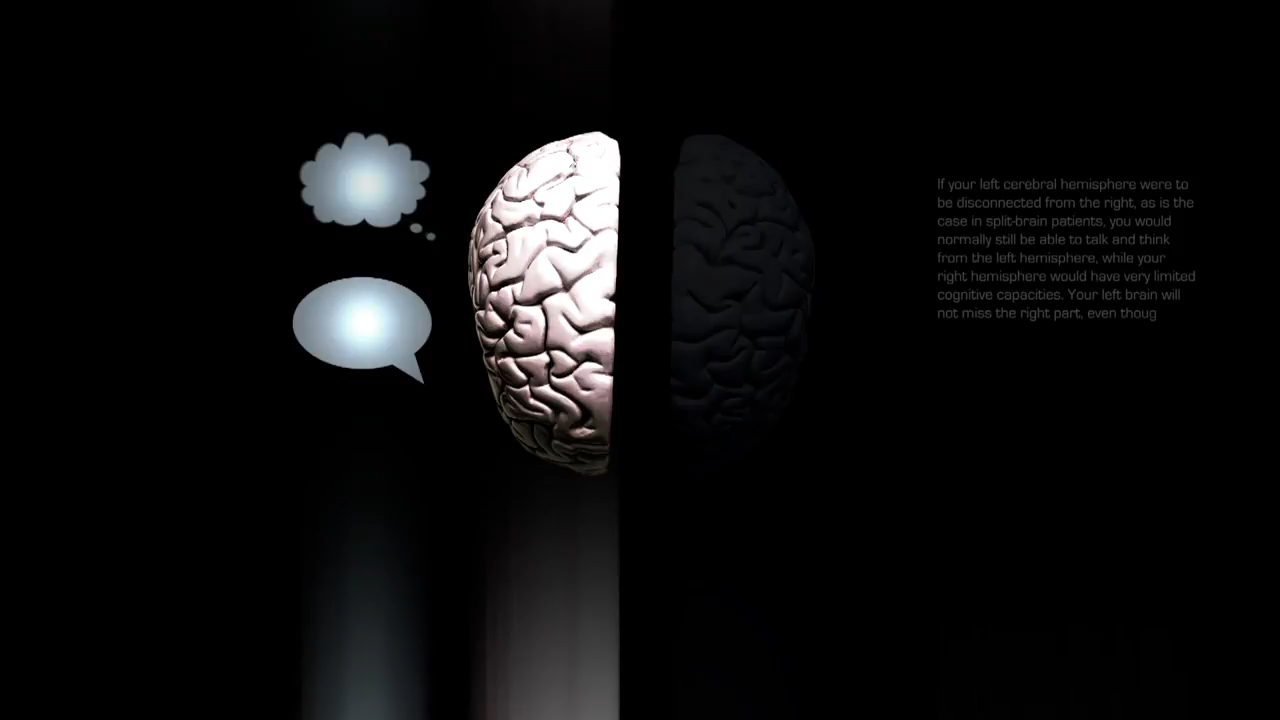 If your left cerebral hemisphere were to
be disconnected from the right, as is the
case in split-brain patients, you would
normally still be able to talk and think
from the left hemisphere, while your
right hemisphere would have very limited
cognitive capacities. Your left brain will
not miss the right part, even thoug